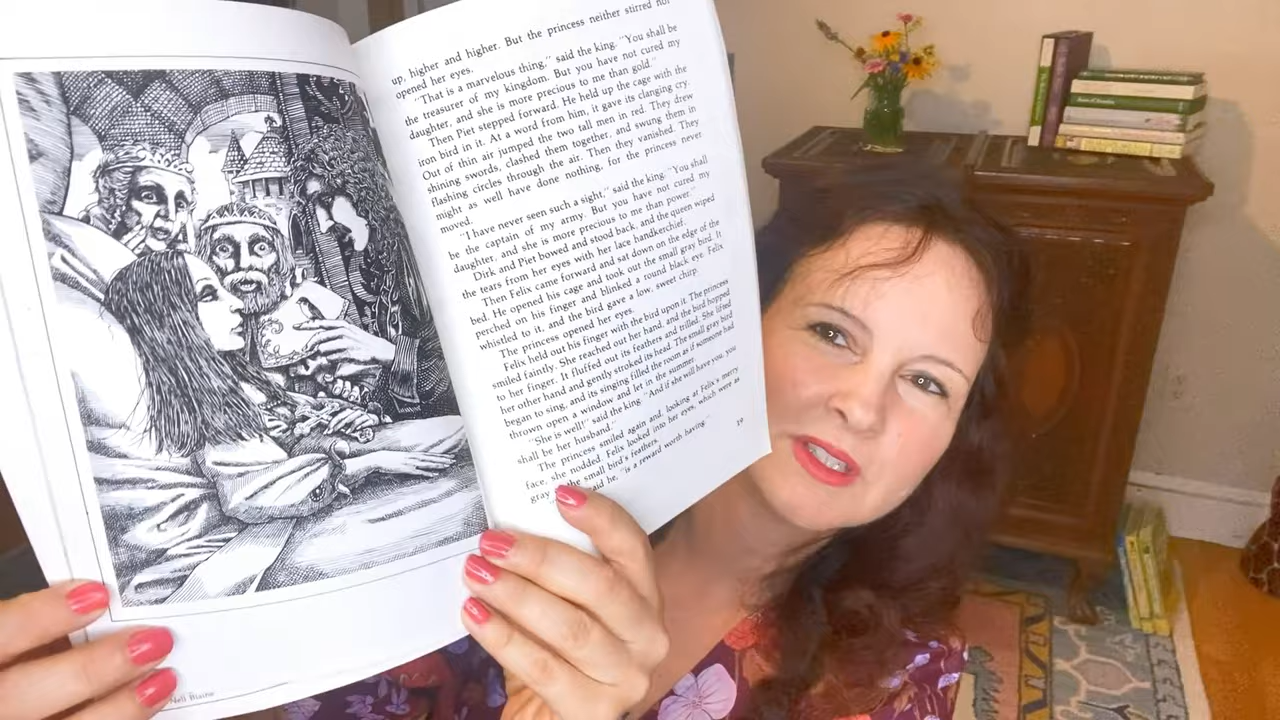 up, higher and higher. But the princess neither stirred nor
opened her eyes.
"That is a marvelous thing," said the king. "You shall be
the treasurer of my kingdom. But you have not cured my
daughter, and she is more precious to me than gold."
Then Piet stepped forward. He held up the cage with the
iron bird in it. At a word from him, it gave its clanging cry.
Out of thin air jumped the two tall men in red. They drew
shining swords, clashed them together, and swung them in
flashing circles through the air. Then they vanished. They
might as well have done nothing, for the princess never
moved.
"I have never seen such a sight," said the king. "You shall
be the captain of my army. But you have not cured my
daughter, and she is more precious to me than power."
Dirk and Piet bowed and stood back, and the queen wiped
the tears from her eyes with her lace handkerchief.
Then Felix came forward and sat down on the edge of the
bed. He opened his cage and took out the small gray bird. It
perched on his finger and blinked a round black eye. Felix
whistled to it, and the bird gave a low, sweet chirp.
The princess opened her eyes.
Felix held out his finger with the bird upon it. The princess
smiled faintly. She reached out her hand, and the bird hopped
to her finger. It fluffed out its feathers and trilled. She lifted
her other hand and gently stroked its head. The small gray bird
began to sing, and its singing filled the room as if someone had
thrown open a window and let in the summer.
"She is well!" said the king. "And if she will have you, you
shall be her husband."
The princess smiled again and, looking at Felix's merry
face, she nodded. Felix looked into her eyes, which were as
gray the small bird's feathers.
said he, "is a reward worth having."
19